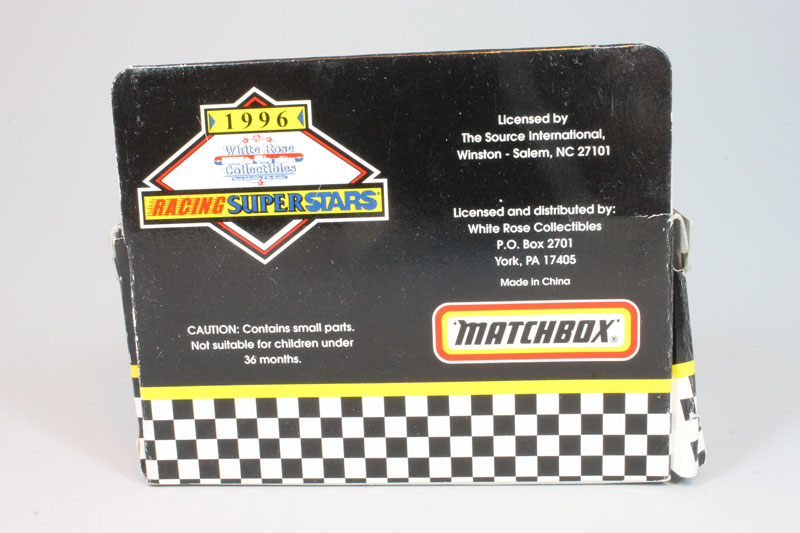 1996
White Rose
Collectibles
RACING SUPERSTARS
Licensed by
The Source International,
Winston - Salem, NC 27101
Licensed and distributed by:
White Rose Collectibles
P.O. Box 2701
York, PA 17405
Made in China
CAUTION: Contains small parts.
Not suitable for children under
36 months.
"MATCHBOX"®